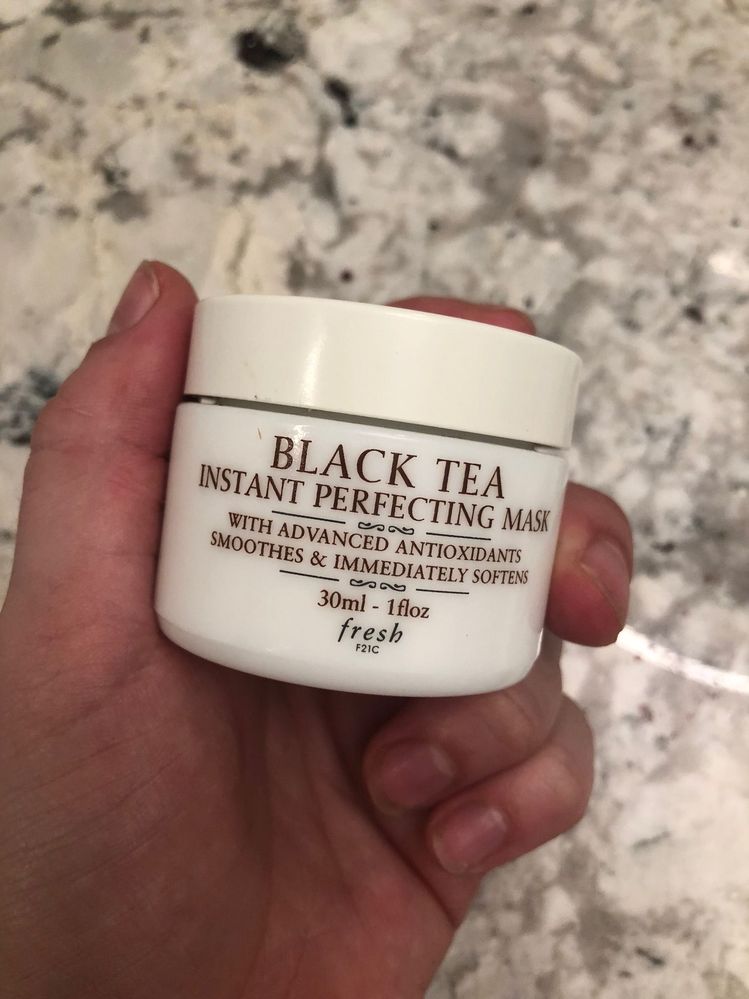 BLACK TEA
INSTANT PERFECTING MASK
WITH ADVANCED ANTIOXIDANTS
SMOOTHES & IMMEDIATELY SOFTENS
30ml - 1floz
fresh
F21C